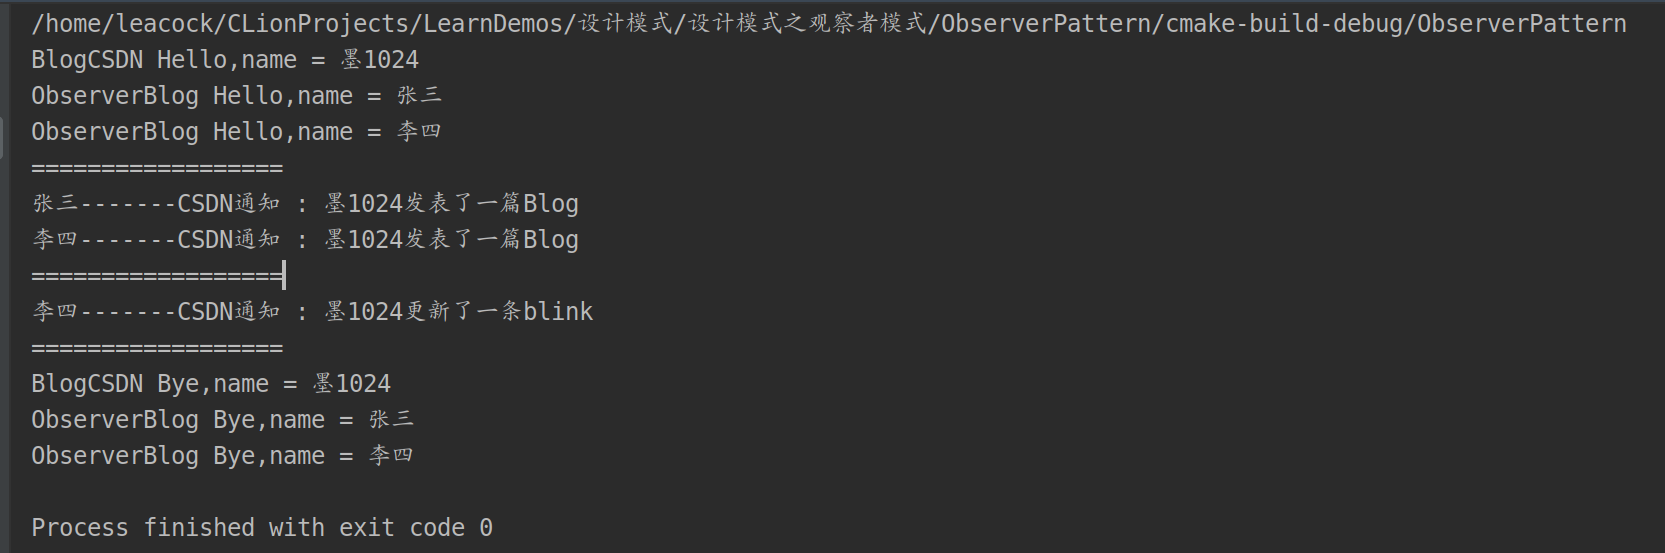 /home/leacock/CLionProjects/LearnDemos/设计模式/设计模式之观察者模式/ObserverPattern/cmake-build-debug/ObserverPattern
BlogCSDN Hello,name = 墨1024
ObserverBlog Hello,name = 张三
ObserverBlog Hello,name = 李四
==================
张三-------CSDN通知 : 墨1024发表了一篇Blog
李四-------CSDN通知 : 墨1024发表了一篇Blog
==================
李四-------CSDN通知 : 墨1024更新了一条blink
==================
BlogCSDN Bye,name = 墨1024
ObserverBlog Bye,name = 张三
ObserverBlog Bye,name = 李四
Process finished with exit code 0